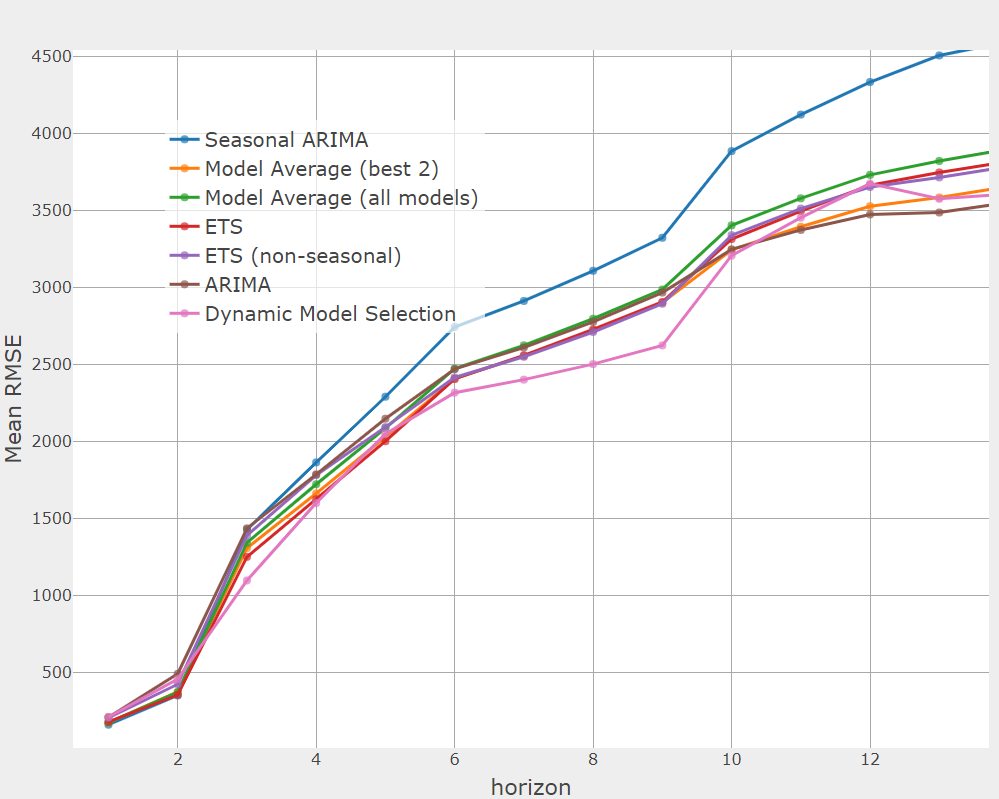 4500
4000
3500
3000
2500
2000
1500
1000
500
Mean RMSE
Seasonal ARIMA
Model Average (best 2)
Model Average (all models)
ETS
ETS (non-seasonal)
ARIMA
Dynamic Model Selection
2 4 6 8 10 12
horizon